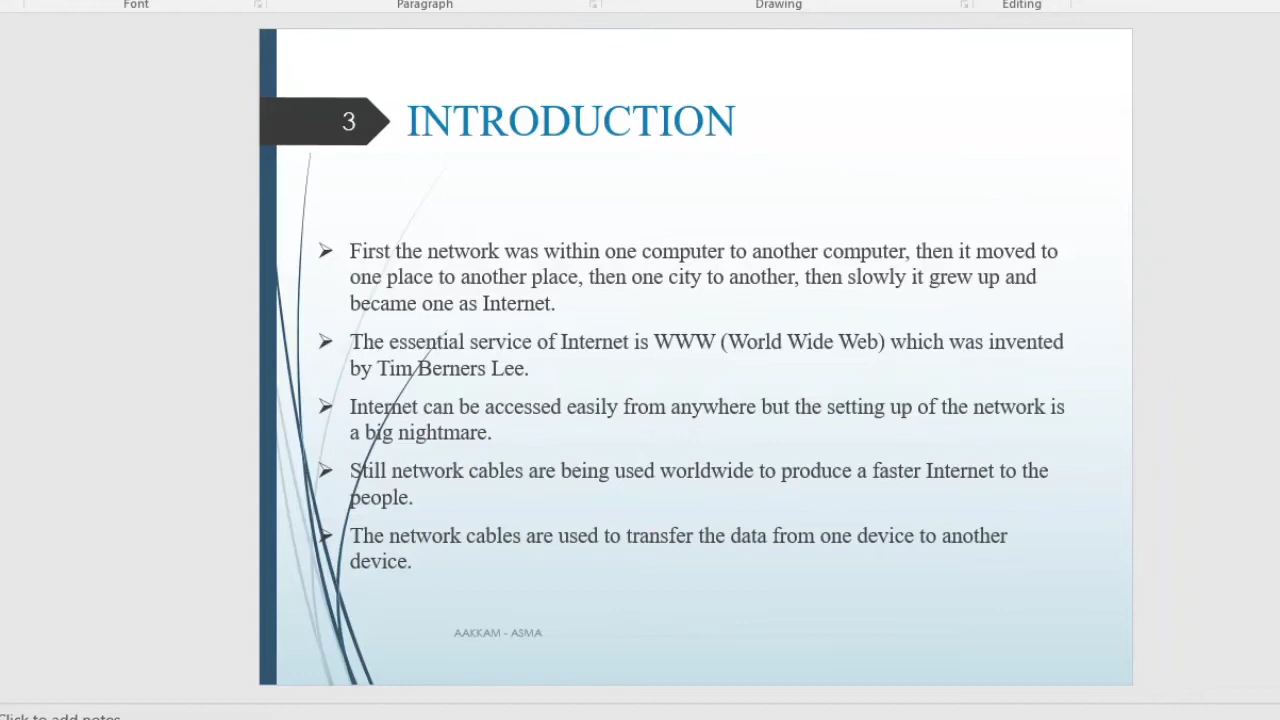 Font Paragraph Drawing Editing
3 INTRODUCTION
➤ First the network was within one computer to another computer, then it moved to
one place to another place, then one city to another, then slowly it grew up and
became one as Internet.
➤ The essential service of Internet is WWW (World Wide Web) which was invented
by Tim Berners Lee.
➤ Internet can be accessed easily from anywhere but the setting up of the network is
a big nightmare.
➤ Still network cables are being used worldwide to produce a faster Internet to the
people.
➤ The network cables are used to transfer the data from one device to another
device.
AAKKAM - ASMA
Click to add notes